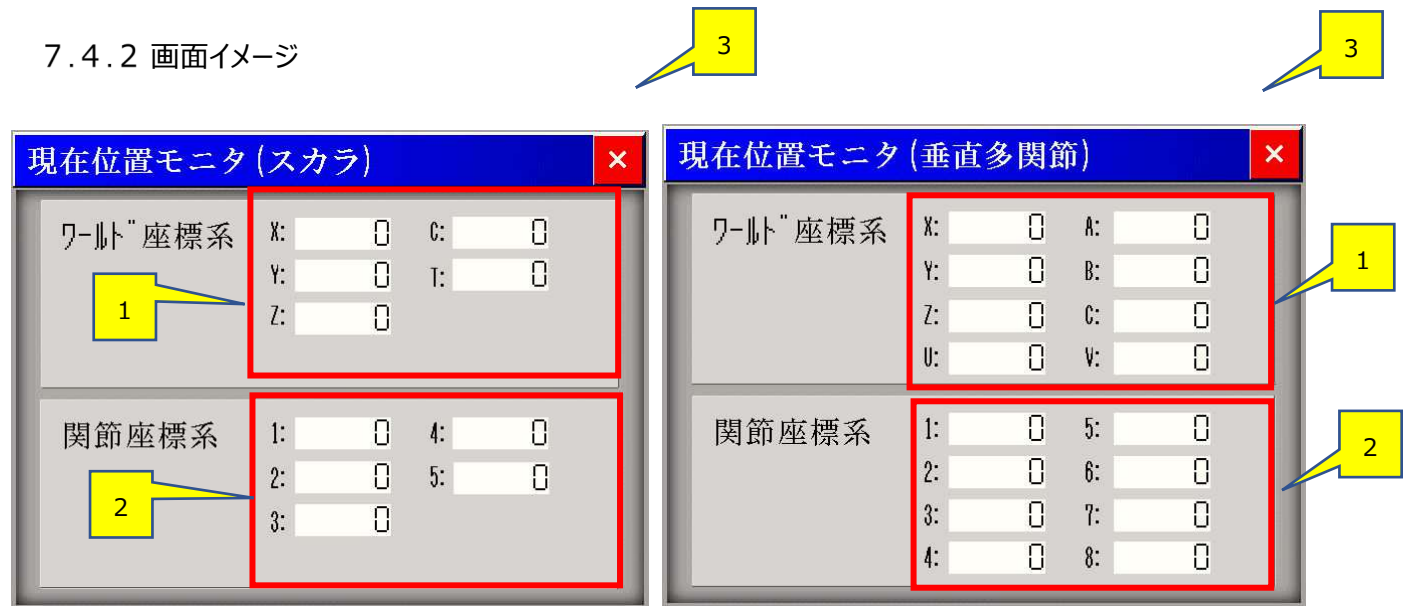 7.4.2 画面イメージ
3
3
現在位置モニタ(スカラ) ×
ワールド座標系
X: 0 C: 0
Y: 0 T: 0
Z: 0
1
関節座標系
1: 0 4: 0
2: 0 5: 0
3: 0
2
現在位置モニタ(垂直多関節) ×
ワールド座標系
X: 0 A: 0
Y: 0 B: 0
Z: 0 C: 0
U: 0 V: 0
1
関節座標系
1: 0 5: 0
2: 0 6: 0
3: 0 7: 0
4: 0 8: 0
2